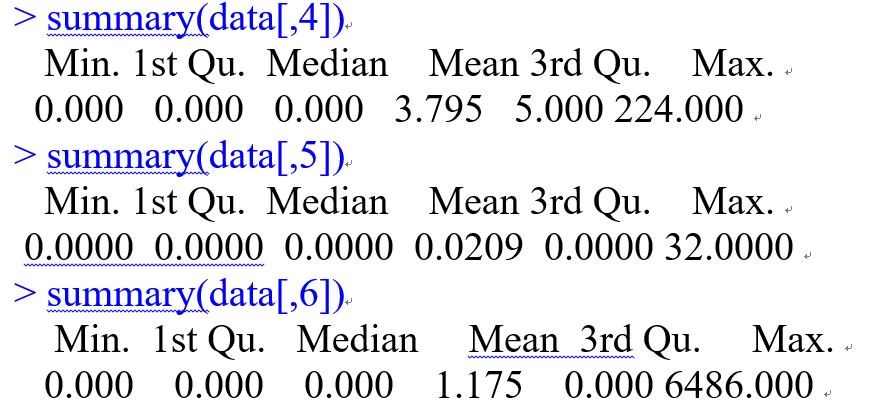 > summary(data[,4])
Min. 1st Qu. Median Mean 3rd Qu. Max.
0.000 0.000 0.000 3.795 5.000 224.000
> summary(data[,5])
Min. 1st Qu. Median Mean 3rd Qu. Max.
0.0000 0.0000 0.0000 0.0209 0.0000 32.0000
> summary(data[,6])
Min. 1st Qu. Median Mean 3rd Qu. Max.
0.000 0.000 0.000 1.175 0.000 6486.000